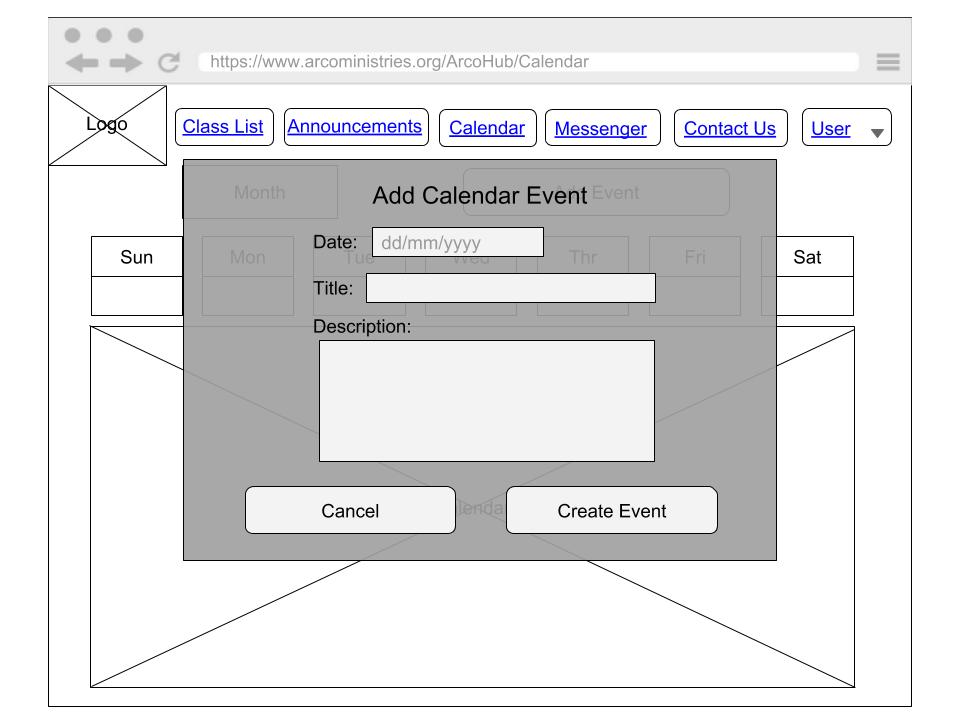 https://www.arcoministries.org/ArcoHub/Calendar
Logo
Class List
Announcements
Calendar
Messenger
Contact Us
User
Month
Add Calendar Event
Event
Date: dd/mm/yyyy
Sun
Mon
Tue
Wed
Thr
Fri
Sat
Title:
Description:
Cancel
Create Event